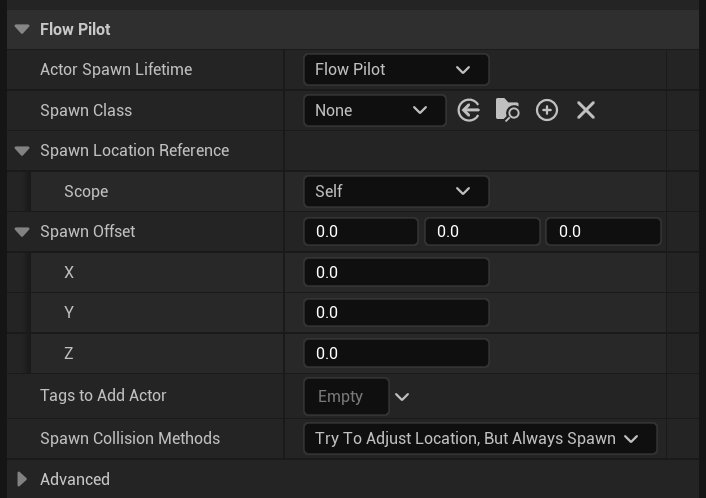 Flow Pilot
Actor Spawn Lifetime Flow Pilot
Spawn Class None
Spawn Location Reference
Scope Self
Spawn Offset 0.0 0.0 0.0
X 0.0
Y 0.0
Z 0.0
Tags to Add Actor Empty
Spawn Collision Methods Try To Adjust Location, But Always Spawn
Advanced